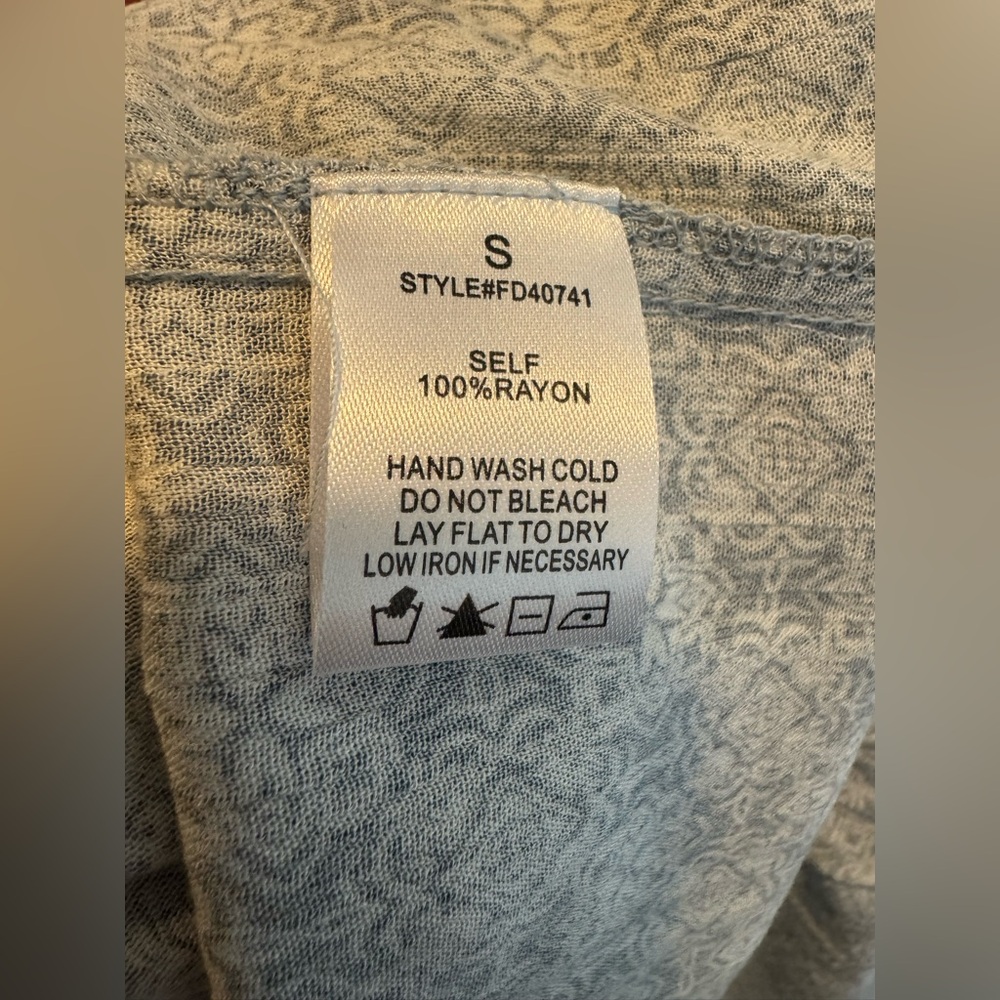 S
STYLE#FD40741
SELF
100%RAYON
HAND WASH COLD
DO NOT BLEACH
LAY FLAT TO DRY
LOW IRON IF NECESSARY